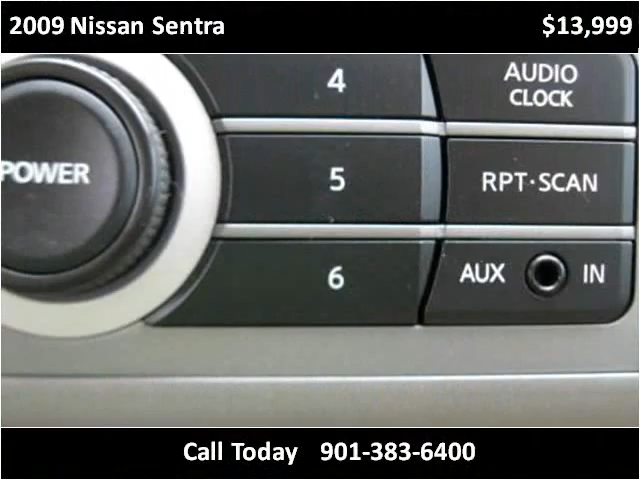 2009 Nissan Sentra $13,999
4 AUDIO
CLOCK
POWER 5 RPT·SCAN
6 AUX IN
Call Today 901-383-6400